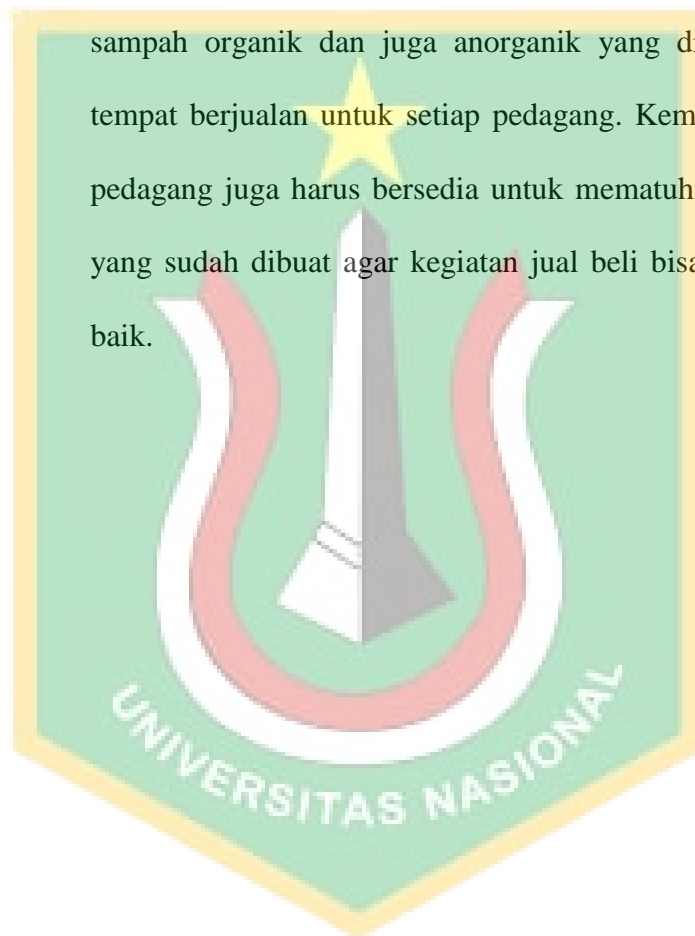 sampah organik dan juga anorganik yang
tempat berjualan untuk setiap pedagang.
pedagang juga harus bersedia untuk
yang sudah dibuat agar kegiatan jual beli
baik.
UNIVERSITAS NASIONAL